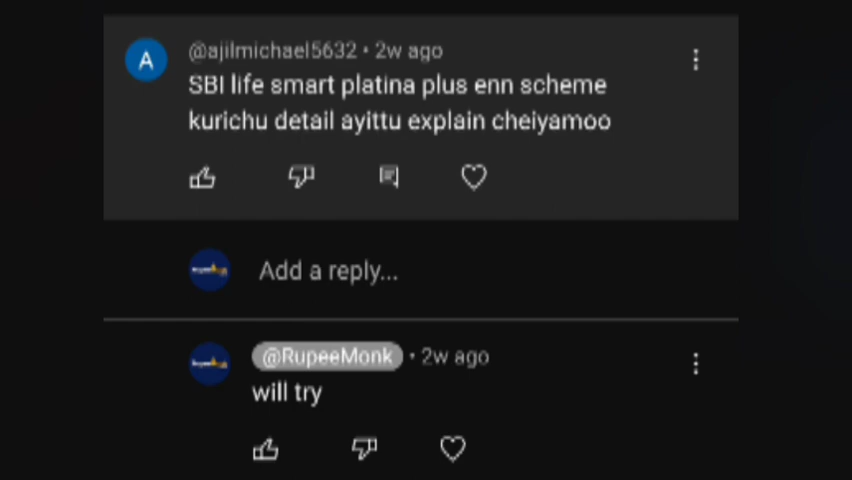 @ajilmichael5632 • 2w ago
SBI life smart platina plus enn scheme
kurichu detail ayittu explain cheiyamoo
Add a reply...
@RupeeMonk • 2w ago
will try